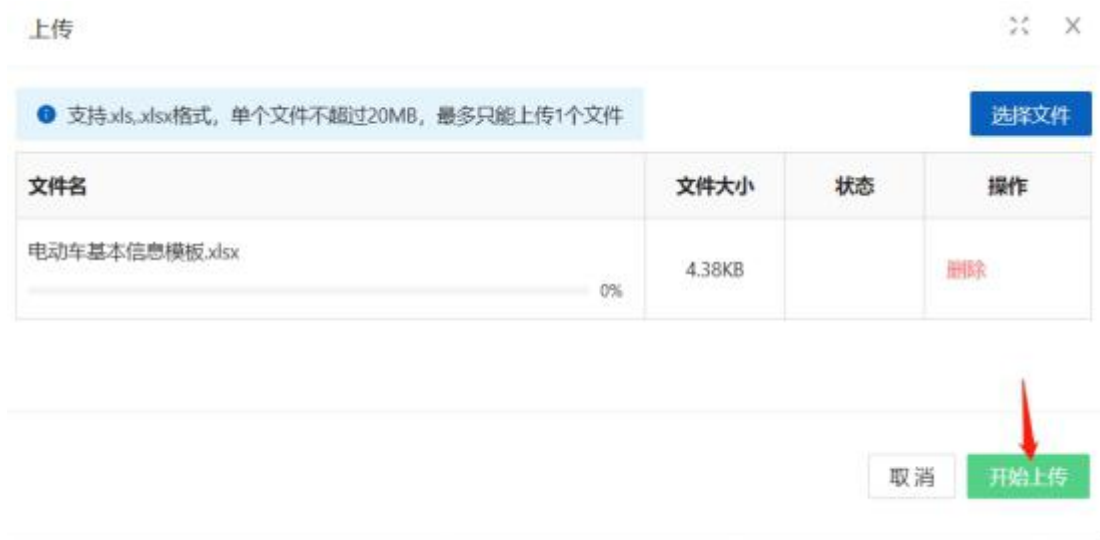 上传
支持.xls,.xlsx格式，单个文件不超过20MB，最多只能上传1个文件
选择文件
文件名 文件大小 状态 操作
电动车基本信息模板.xlsx
0%
4.38KB
删除
取消
开始上传